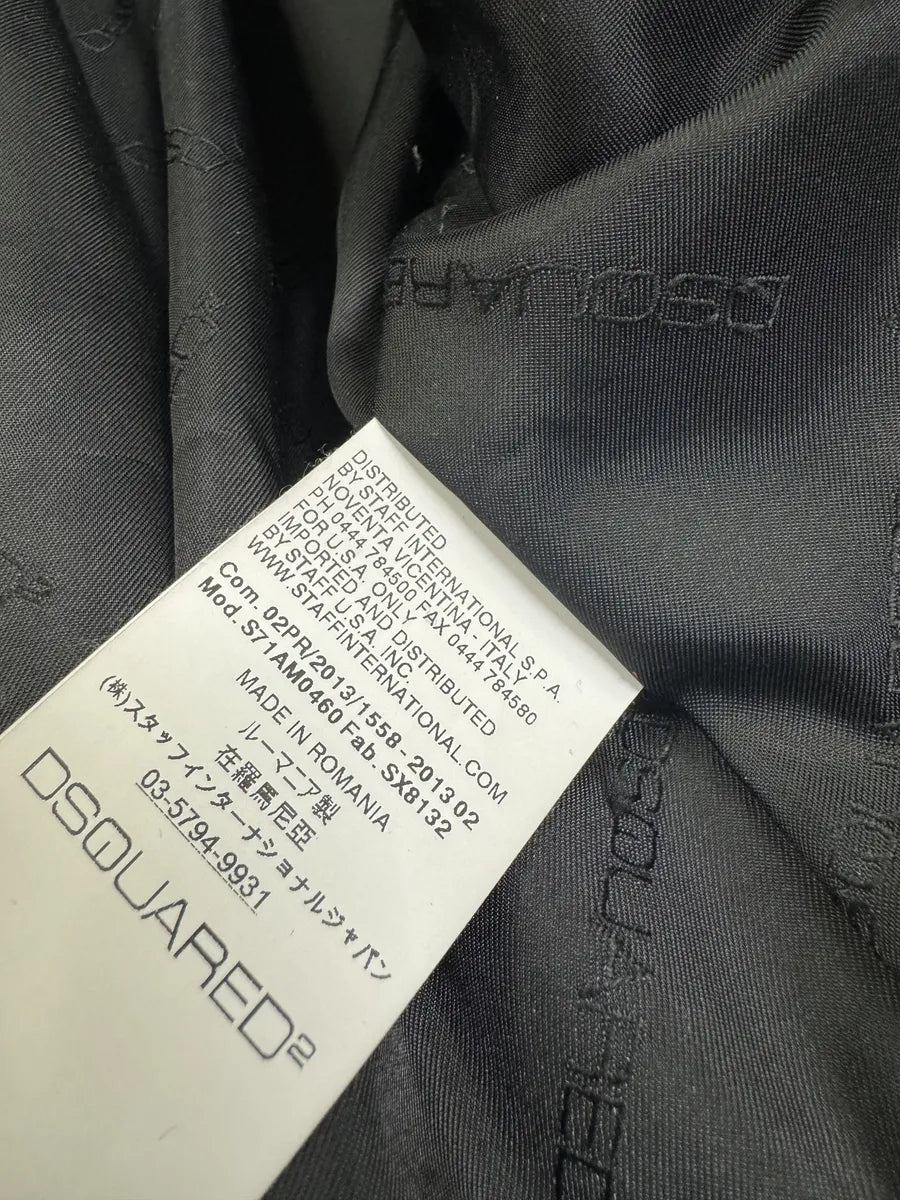 DSQUARE
DISTRIBUTED
BY STAFF INTERNATIONAL S.P.A.
NOVENTA VICENTINA - ITALY
PH 0444 784500 FAX 0444 784580
FOR U.S.A. ONLY
IMPORTED AND DISTRIBUTED
BY STAFF U.S.A. INC.
WWW.STAFFINTERNATIONAL.COM
Com. 02PR/2013/1558 - 2013 02
Mod. S71AM0460 Fab. SX8132
MADE IN ROMANIA
ルーマニア製
在羅馬尼亞
(株)スタッフインターナショナルジャパン
03-5794-9931
DSQUARED2
DSQUARED